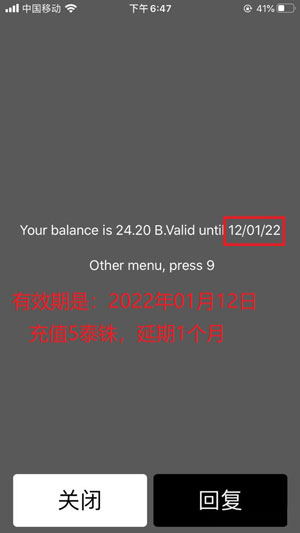 中国移动
下午6:47
41%
Your balance is 24.20 B.Valid until 12/01/22
Other menu, press 9
有效期是：2022年01月12日
充值5泰铢，延期1个月
关闭
回复